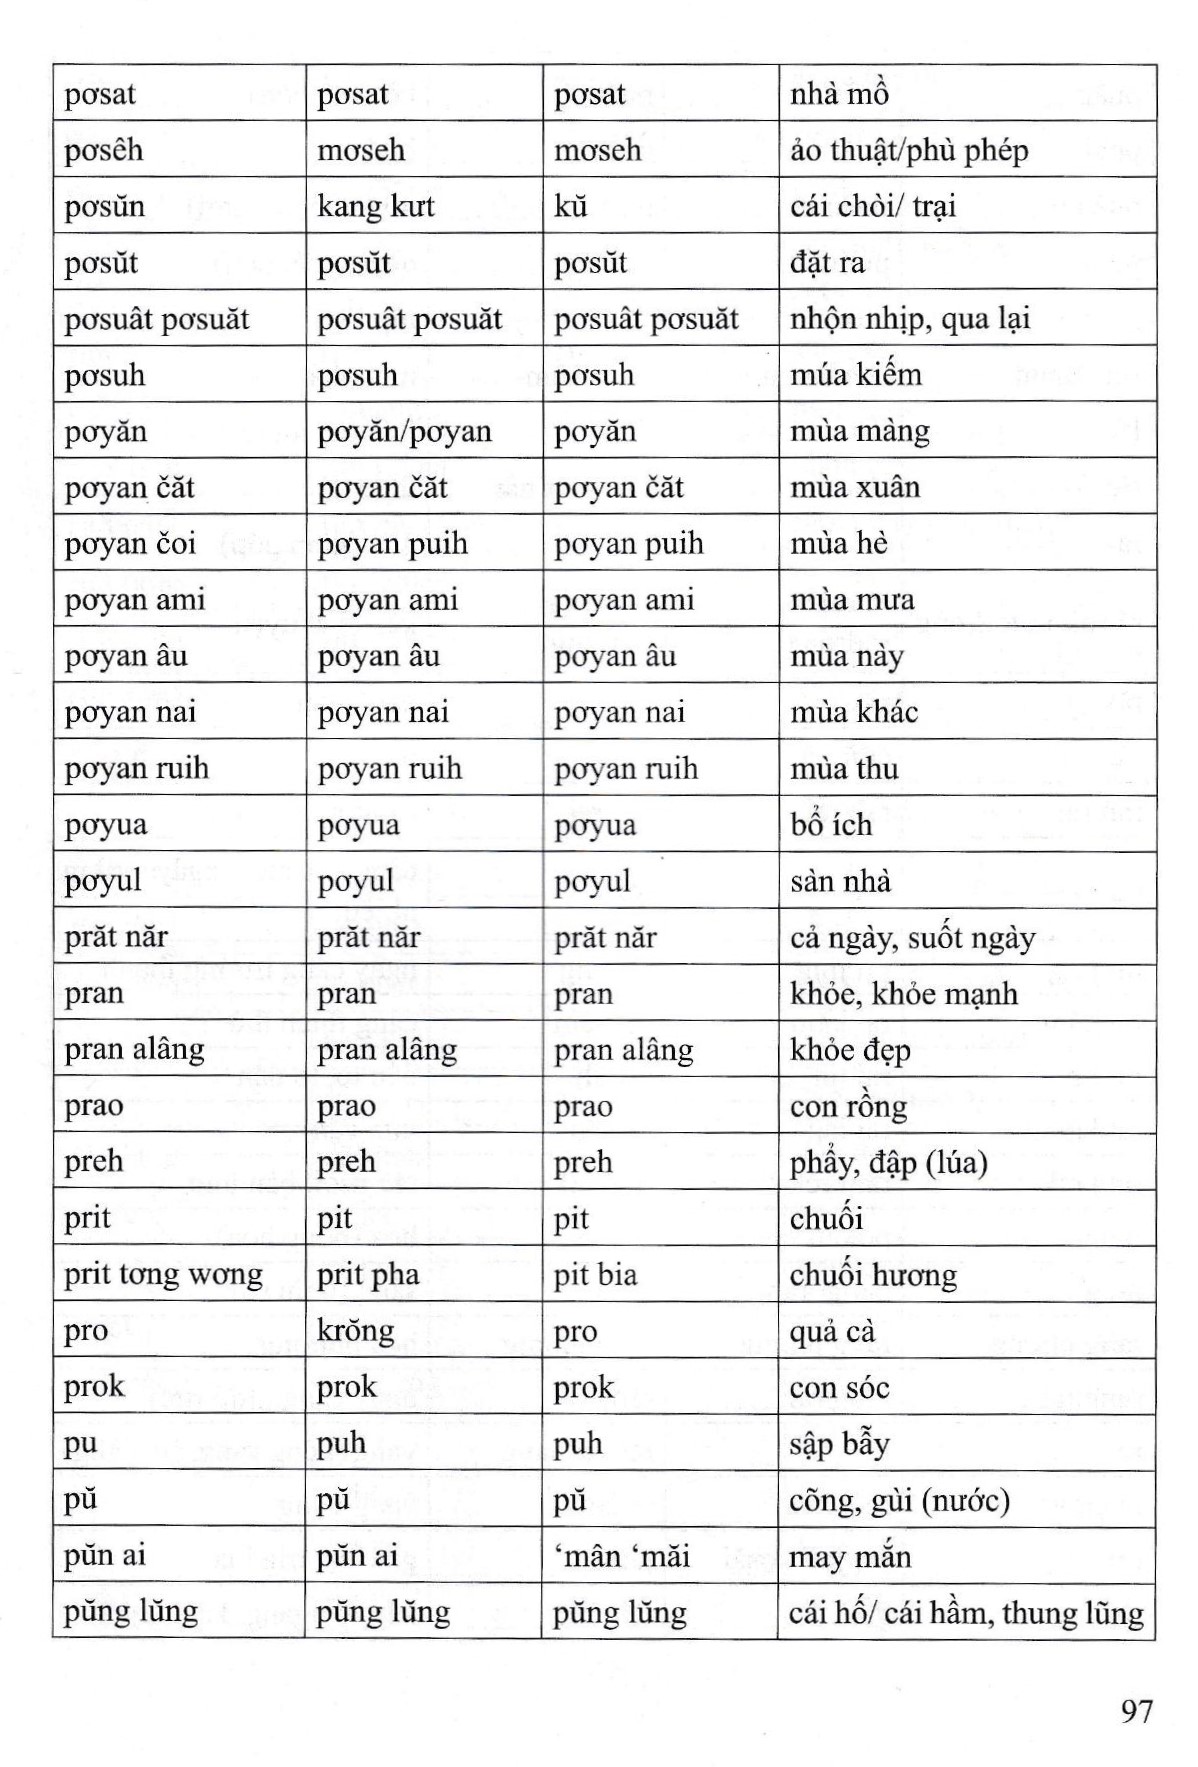 pơsat pơsat pơsat nhà mồ
pơsêh mơseh mơseh ảo thuật/phù phép
pơsŭn kang kưt kŭ cái chòi/ trại
pơsŭt pơsŭt pơsŭt đặt ra
pơsuât pơsuăt pơsuât pơsuăt pơsuât pơsuăt nhộn nhịp, qua lại
pơsuh pơsuh pơsuh múa kiếm
pơyăn pơyăn/pơyan pơyăn mùa màng
pơyan čăt pơyan čăt pơyan čăt mùa xuân
pơyan čoi pơyan puih pơyan puih mùa hè
pơyan ami pơyan ami pơyan ami mùa mưa
pơyan âu pơyan âu pơyan âu mùa này
pơyan nai pơyan nai pơyan nai mùa khác
pơyan ruih pơyan ruih pơyan ruih mùa thu
pơyua pơyua pơyua bổ ích
pơyul pơyul pơyul sàn nhà
prăt năr prăt năr prăt năr cả ngày, suốt ngày
pran pran pran khỏe, khỏe mạnh
pran alâng pran alâng pran alâng khỏe đẹp
prao prao prao con rồng
preh preh preh phẩy, đập (lúa)
prit pit pit chuối
prit tơng wơng prit pha pit bia chuối hương
pro krŏng pro quả cà
prok prok prok con sóc
pu puh puh sập bẫy
pŭ pŭ pŭ cõng, gùi (nước)
pŭn ai pŭn ai ‘mân ‘măi may mắn
pŭng lŭng pŭng lŭng pŭng lŭng cái hố/ cái hầm, thung lũng
97